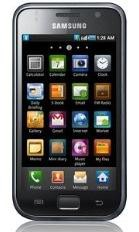 SAMSUNG
1:28 AM
Calculator Calendar Camera Clock
Daily Briefing S-book Email FM Radio
Gallery Gmail Internet Market
Memo Mini diary Music player My files
Phone Contacts Messages Home